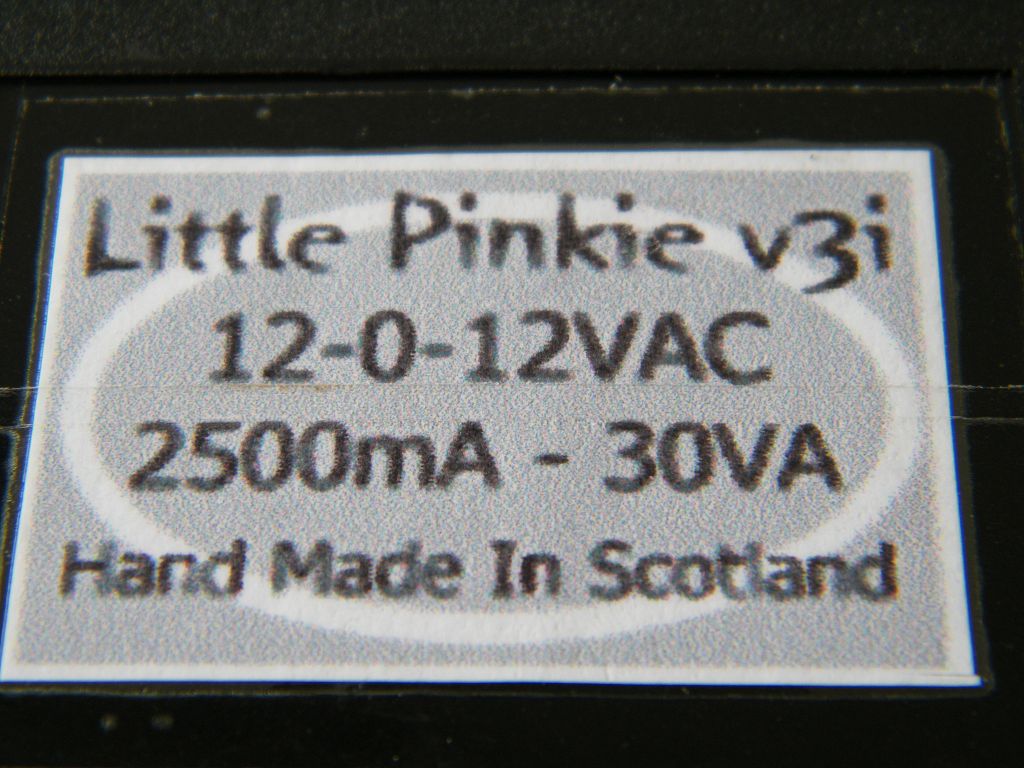 Little Pinkie v3i
12-0-12VAC
2500mA - 30VA
Hand Made In Scotland